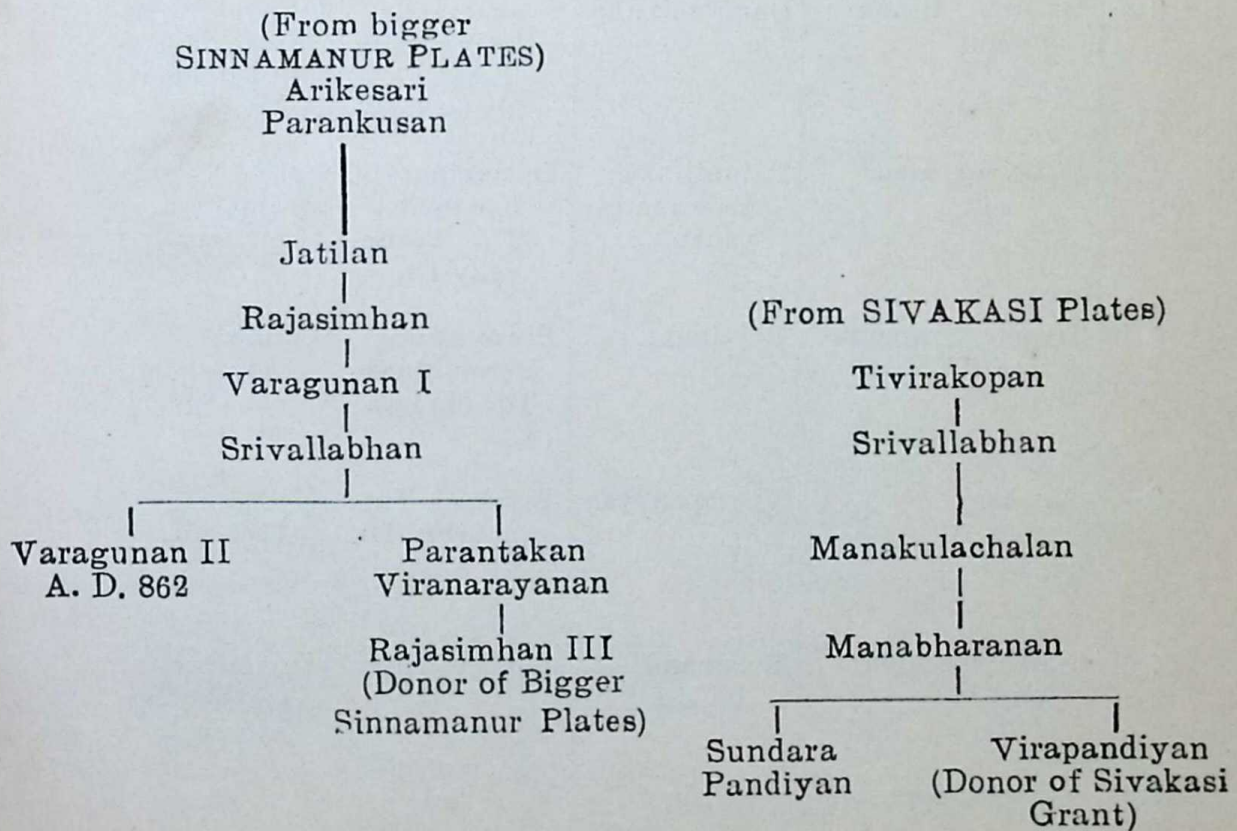 (From bigger
SINNAMANUR PLATES)
Arikesari
Parankusan
Jatilan
Rajasimhan
Varagunan I
Srivallabhan
Varagunan II
A. D. 862
Parantakan
Viranarayanan
Rajasimhan III
(Donor of Bigger
Sinnamanur Plates)
(From SIVAKASI Plates)
Tivirakopan
Srivallabhan
Manakulachalan
Manabharanan
Sundara
Pandiyan
Virapandiyan
(Donor of Sivakasi
Grant)